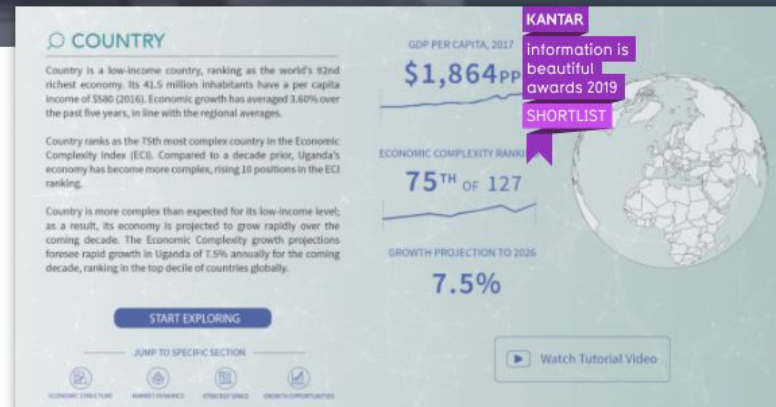 COUNTRY
Country is a low-income country, ranking as the world's 92nd
richest economy. Its 41.5 million inhabitants have a per capita
income of $580 (2016). Economic growth has averaged 3.60% over
the past five years, in line with the regional averages.
Country ranks as the 75th most complex country in the Economic
Complexity Index (ECI). Compared to a decade prior, Uganda's
economy has become more complex, rising 10 positions in the ECI
ranking.
Country is more complex than expected for its low-income level;
as a result, its economy is projected to grow rapidly over the
coming decade. The Economic Complexity growth projections
foresee rapid growth in Uganda of 7.5% annually for the coming
decade, ranking in the top decile of countries globally.
START EXPLORING
JUMP TO SPECIFIC SECTION
ECONOMIC STRUCTURE
MARKET DYNAMICS
STRATEGY SPACE
GROWTH OPPORTUNITIES
GDP PER CAPITA, 2017
$1,864 PP
ECONOMIC COMPLEXITY
75TH OF 127
GROWTH PROJECTION TO 2026
7.5%
KANTAR
information is
beautiful
awards 2019
SHORTLIST
Watch Tutorial Video